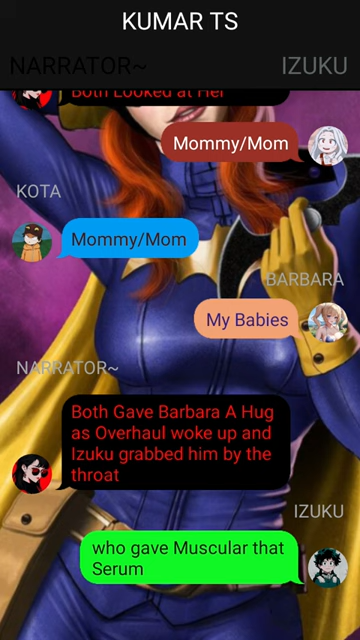 KUMAR TS
NARRATOR~
IZUKU
Both Looked at Her
Mommy/Mom
KOTA
Mommy/Mom
BARBARA
My Babies
NARRATOR~
Both Gave Barbara A Hug
as Overhaul woke up and
Izuku grabbed him by the
throat
IZUKU
who gave Muscular that
Serum